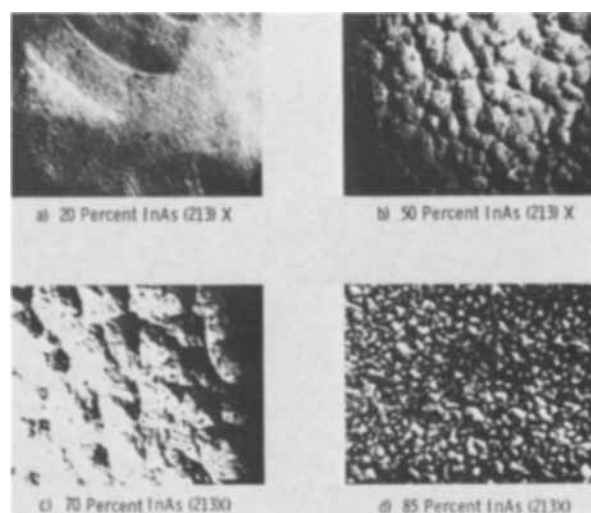 a) 20 Percent InAs (213) X
b) 50 Percent InAs (213) X
c) 70 Percent InAs (213X)
d) 85 Percent InAs (213X)